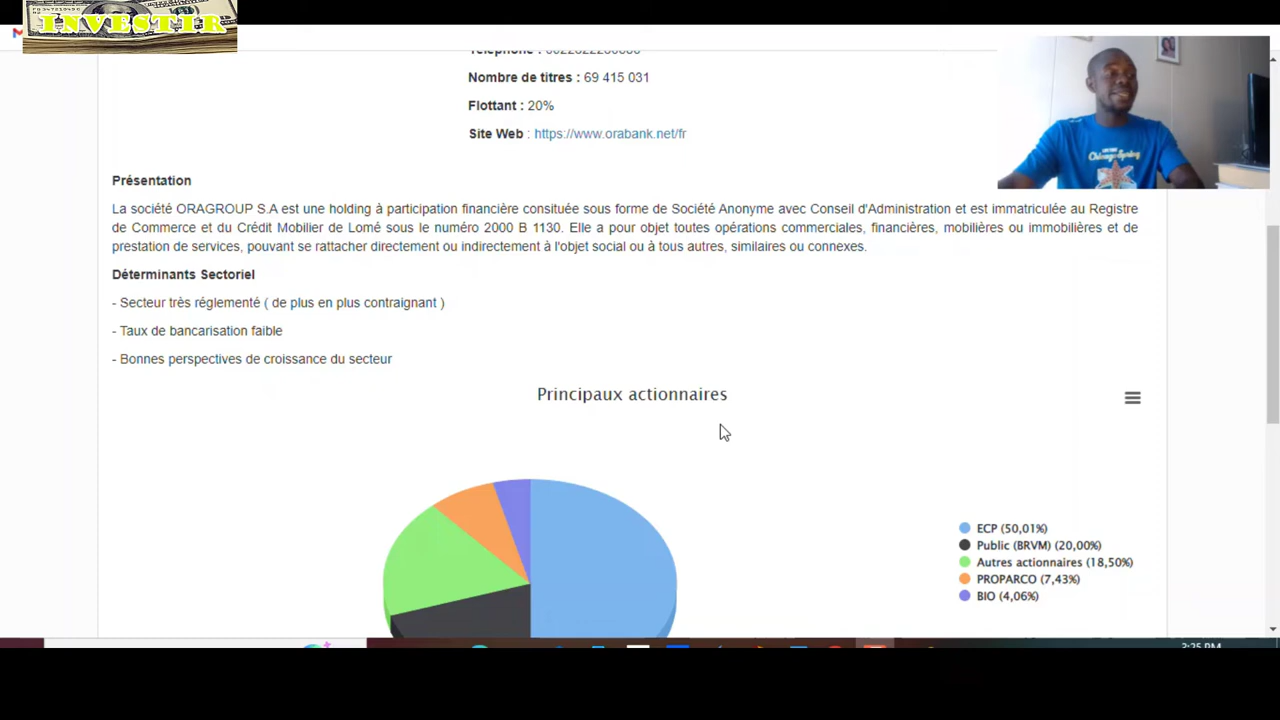 INVESTIR
Nombre de titres : 69 415 031
Flottant : 20%
Site Web : https://www.orabank.net/fr
Présentation
La société ORAGROUP S.A est une holding à participation financière consituée sous forme de Société Anonyme avec Conseil d'Administration et est immatriculée au Registre
de Commerce et du Crédit Mobilier de Lomé sous le numéro 2000 B 1130. Elle a pour objet toutes opérations commerciales, financières, mobilières ou immobilières et de
prestation de services, pouvant se rattacher directement ou indirectement à l'objet social ou à tous autres, similaires ou connexes.
Déterminants Sectoriel
- Secteur très réglementé ( de plus en plus contraignant )
- Taux de bancarisation faible
- Bonnes perspectives de croissance du secteur
Principaux actionnaires
ECP (50,01%)
Public (BRVM) (20,00%)
Autres actionnaires (18,50%)
PROPARCO (7,43%)
BIO (4,06%)